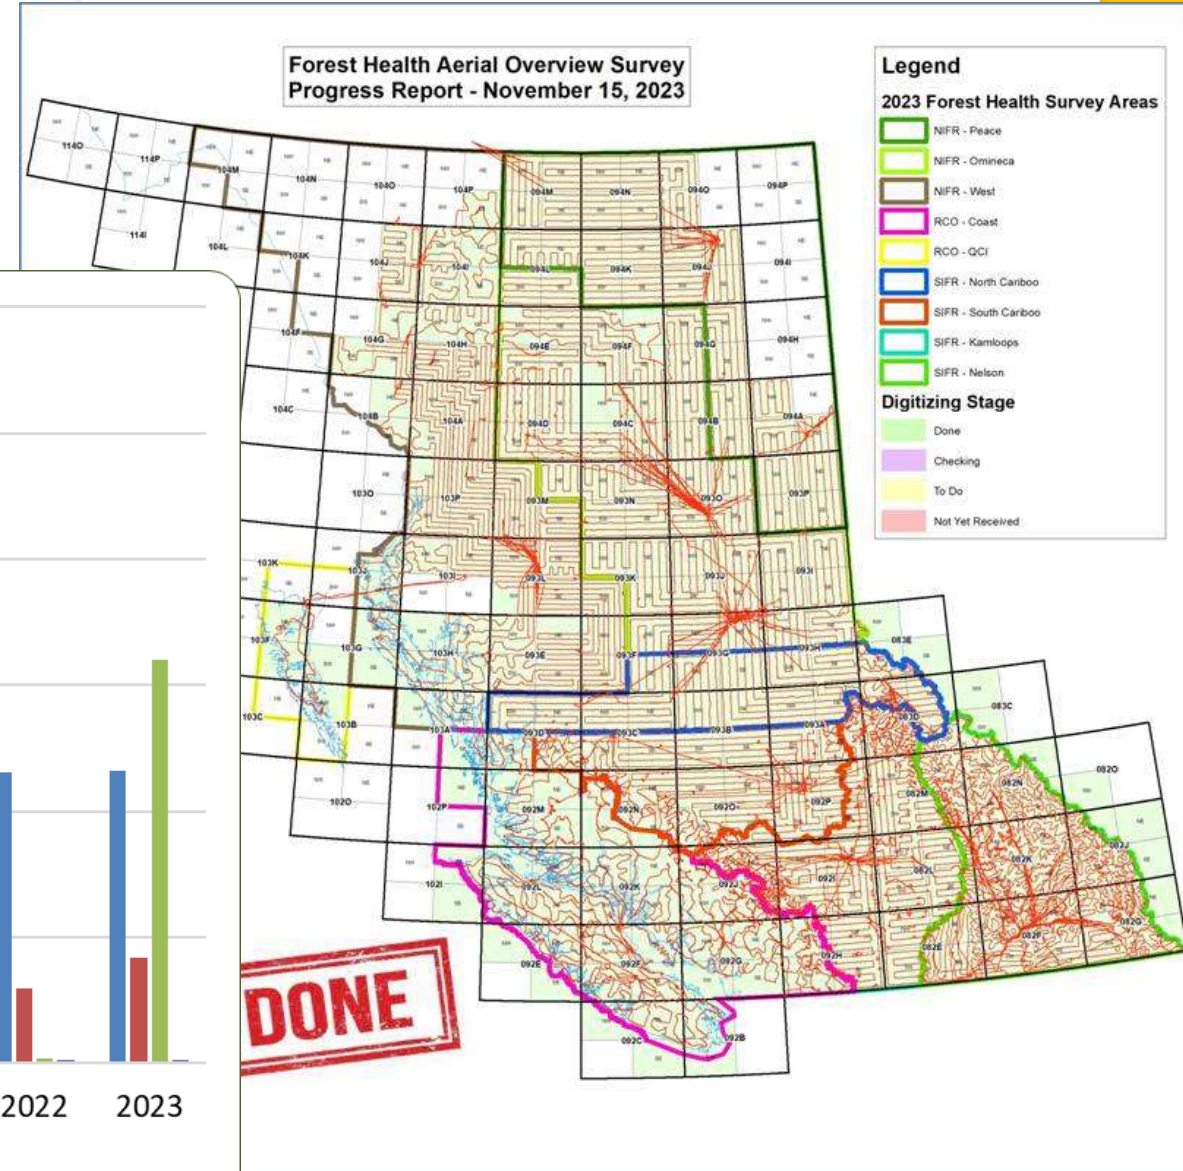 Forest Health Aerial Overview Survey
Progress Report - November 15, 2023
Legend
2023 Forest Health Survey Areas
NIFR - Peace
NIFR - Omineca
NIFR - West
RCO - Coast
RCO - QCI
SIFR - North Cariboo
SIFR - South Cariboo
SIFR - Kamloops
SIFR - Nelson
Digitizing Stage
Done
Checking
To Do
Not Yet Received
114O 114P 104M 104N 104O 104P 094M 094N 094O 094P
114I 104L 104K 104J 104I 094L 094K 094J 094I
104F 104G 104H 094E 094F 094G 094H
104C 104B 104A 094D 094C 094B 094A
103O 103P 093M 093N 093O 093P
103K 103J 103I 093L 093K 093J 093I
103F 103G 103H 093E 093F 093G 093H 083E
103C 103B 103A 093D 093C 093B 093A 083D 083C
102O 102P 092M 092N 092O 092P 082M 082N 082O
102I 092L 092K 092J 092I 082L 082K 082J
092E 092F 092G 092H 082E 082F 082G
092C 092B
DONE
2022 2023